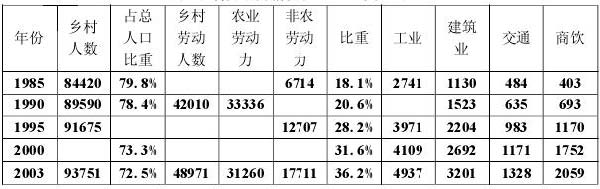 年份 乡村人数 占总人口比重 乡村劳动人数 农业劳动力 非农劳动力 比重 工业 建筑业 交通 商饮
1985 84420 79.8% 6714 18.1% 2741 1130 484 403
1990 89590 78.4% 42010 33336 20.6% 1523 635 693
1995 91675 12707 28.2% 3971 2204 983 1170
2000 73.3% 31.6% 4109 2692 1171 1752
2003 93751 72.5% 48971 31260 17711 36.2% 4937 3201 1328 2059